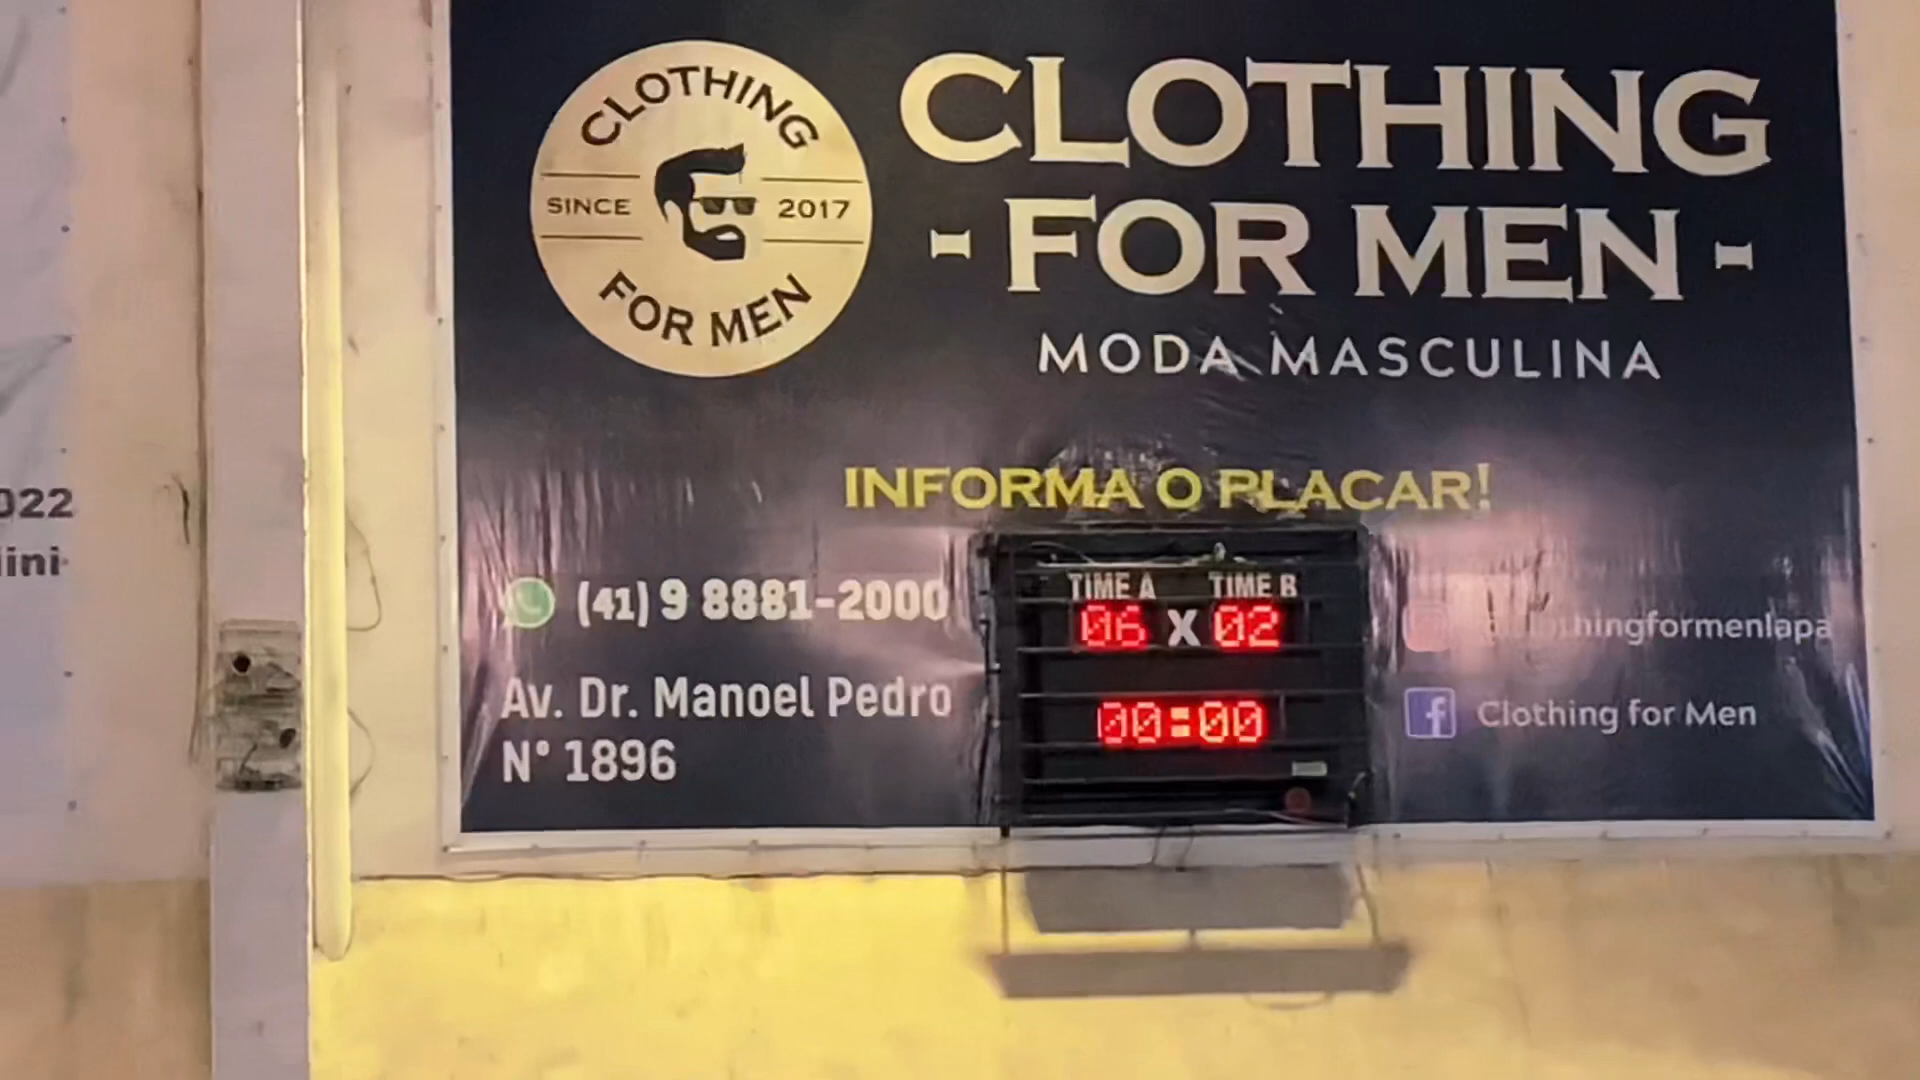 CLOTHING
SINCE 2017
FOR MEN
CLOTHING
- FOR MEN -
MODA MASCULINA
INFORMA O PLACAR!
(41) 9 8881-2000
Av. Dr. Manoel Pedro
N° 1896
TIME A TIME B
06 X 02
00:00
Clothing for Men
022